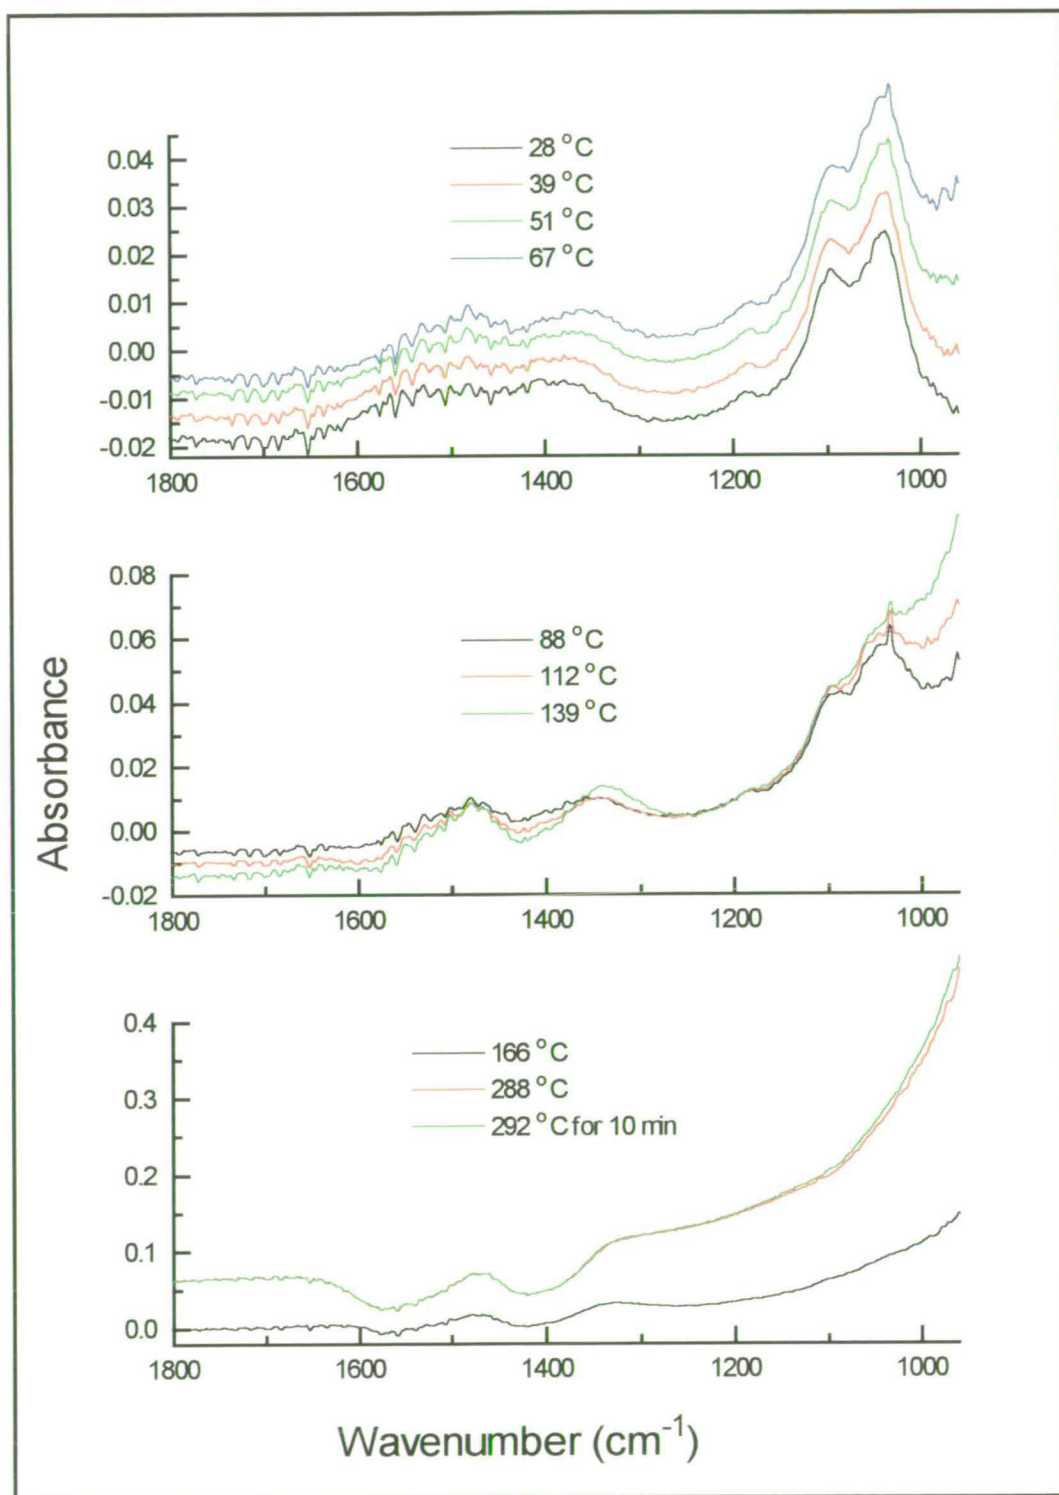 28 °C
0.04
39 °C
0.03
51 °C
0.02
67 °C
0.01
0.00
-0.01
-0.02
1800 1600 1400 1200 1000
0.08
0.06
88 °C
112 °C
0.04
139 °C
0.02
0.00
-0.02
1800 1600 1400 1200 1000
Absorbance
0.4
166 °C
0.3
288 °C
292 °C for 10 min
0.2
0.1
0.0
1800 1600 1400 1200 1000
Wavenumber (cm⁻¹)